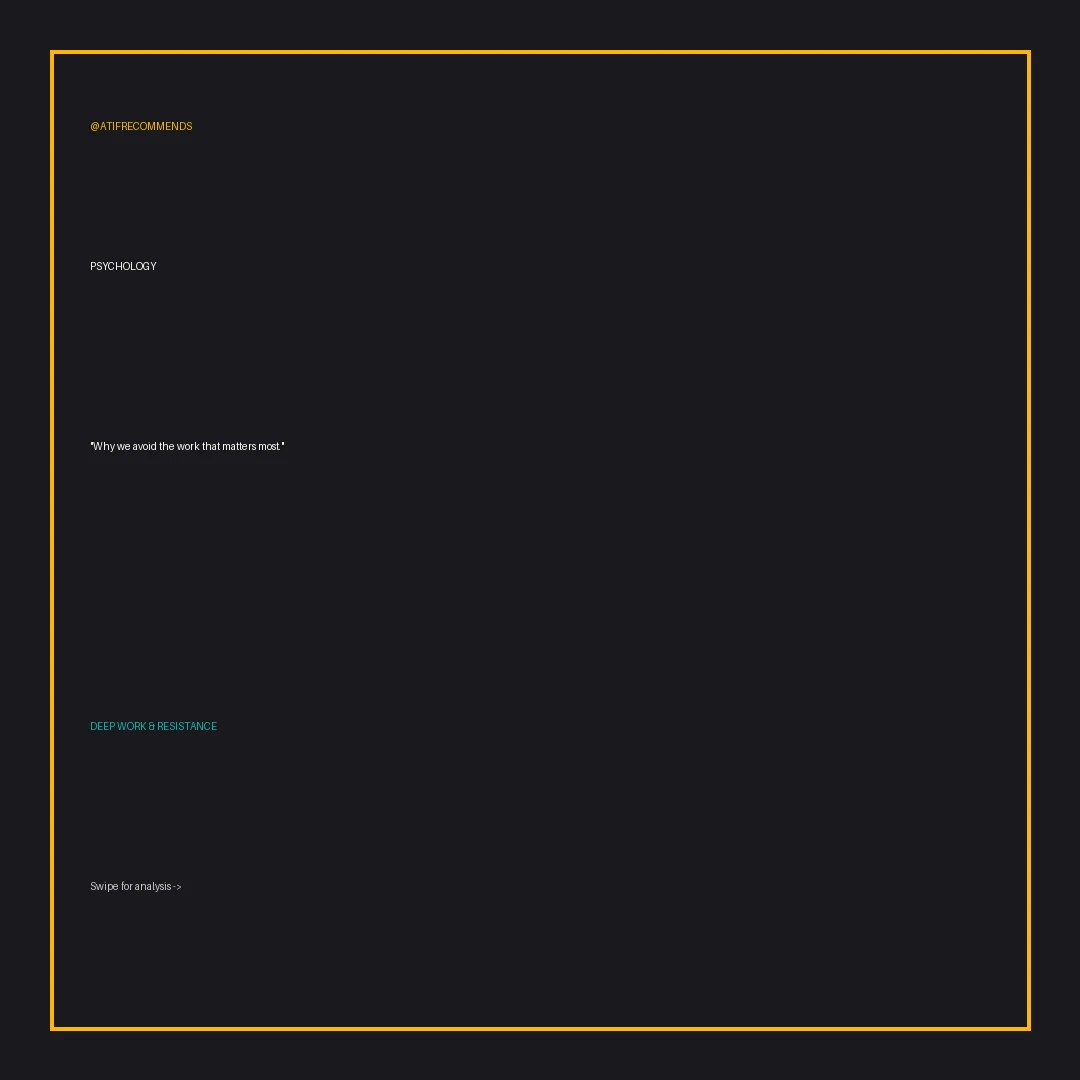 @ATIFRECOMMENDS
PSYCHOLOGY
"Why we avoid the work that matters most."
DEEP WORK & RESISTANCE
Swipe for analysis ->